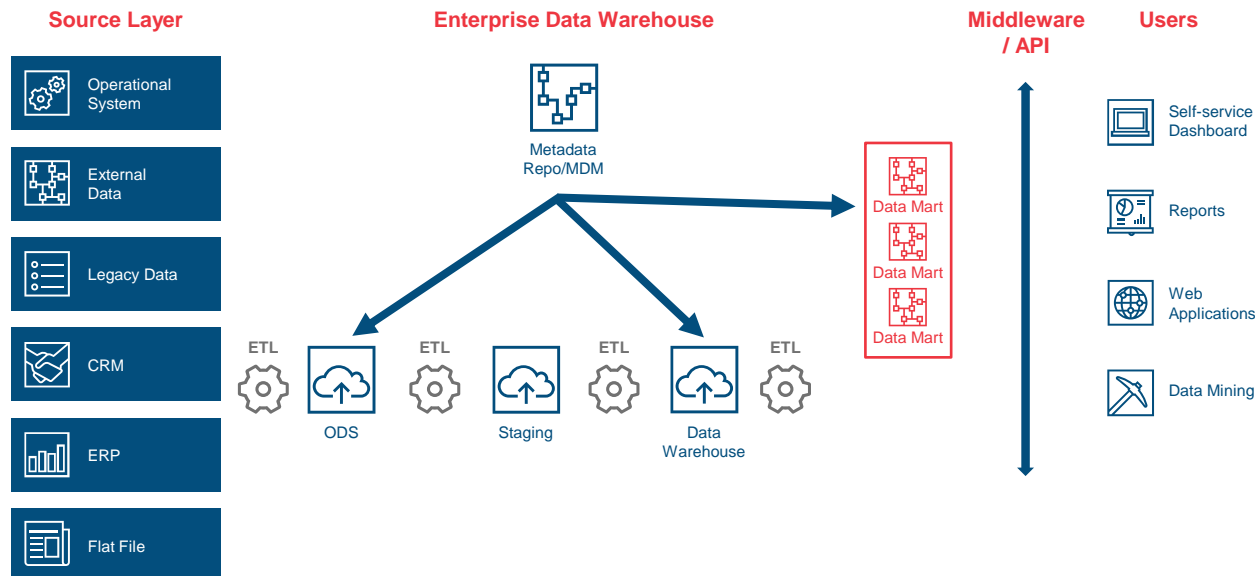 Source Layer
Operational
System
External
Data
Legacy Data
CRM
ERP
Flat File
Enterprise Data Warehouse
Metadata
Repo/MDM
ETL
ODS
ETL
Staging
ETL
Data
Warehouse
ETL
Data Mart
Data Mart
Data Mart
Middleware
/ API
Users
Self-service
Dashboard
Reports
Web
Applications
Data Mining